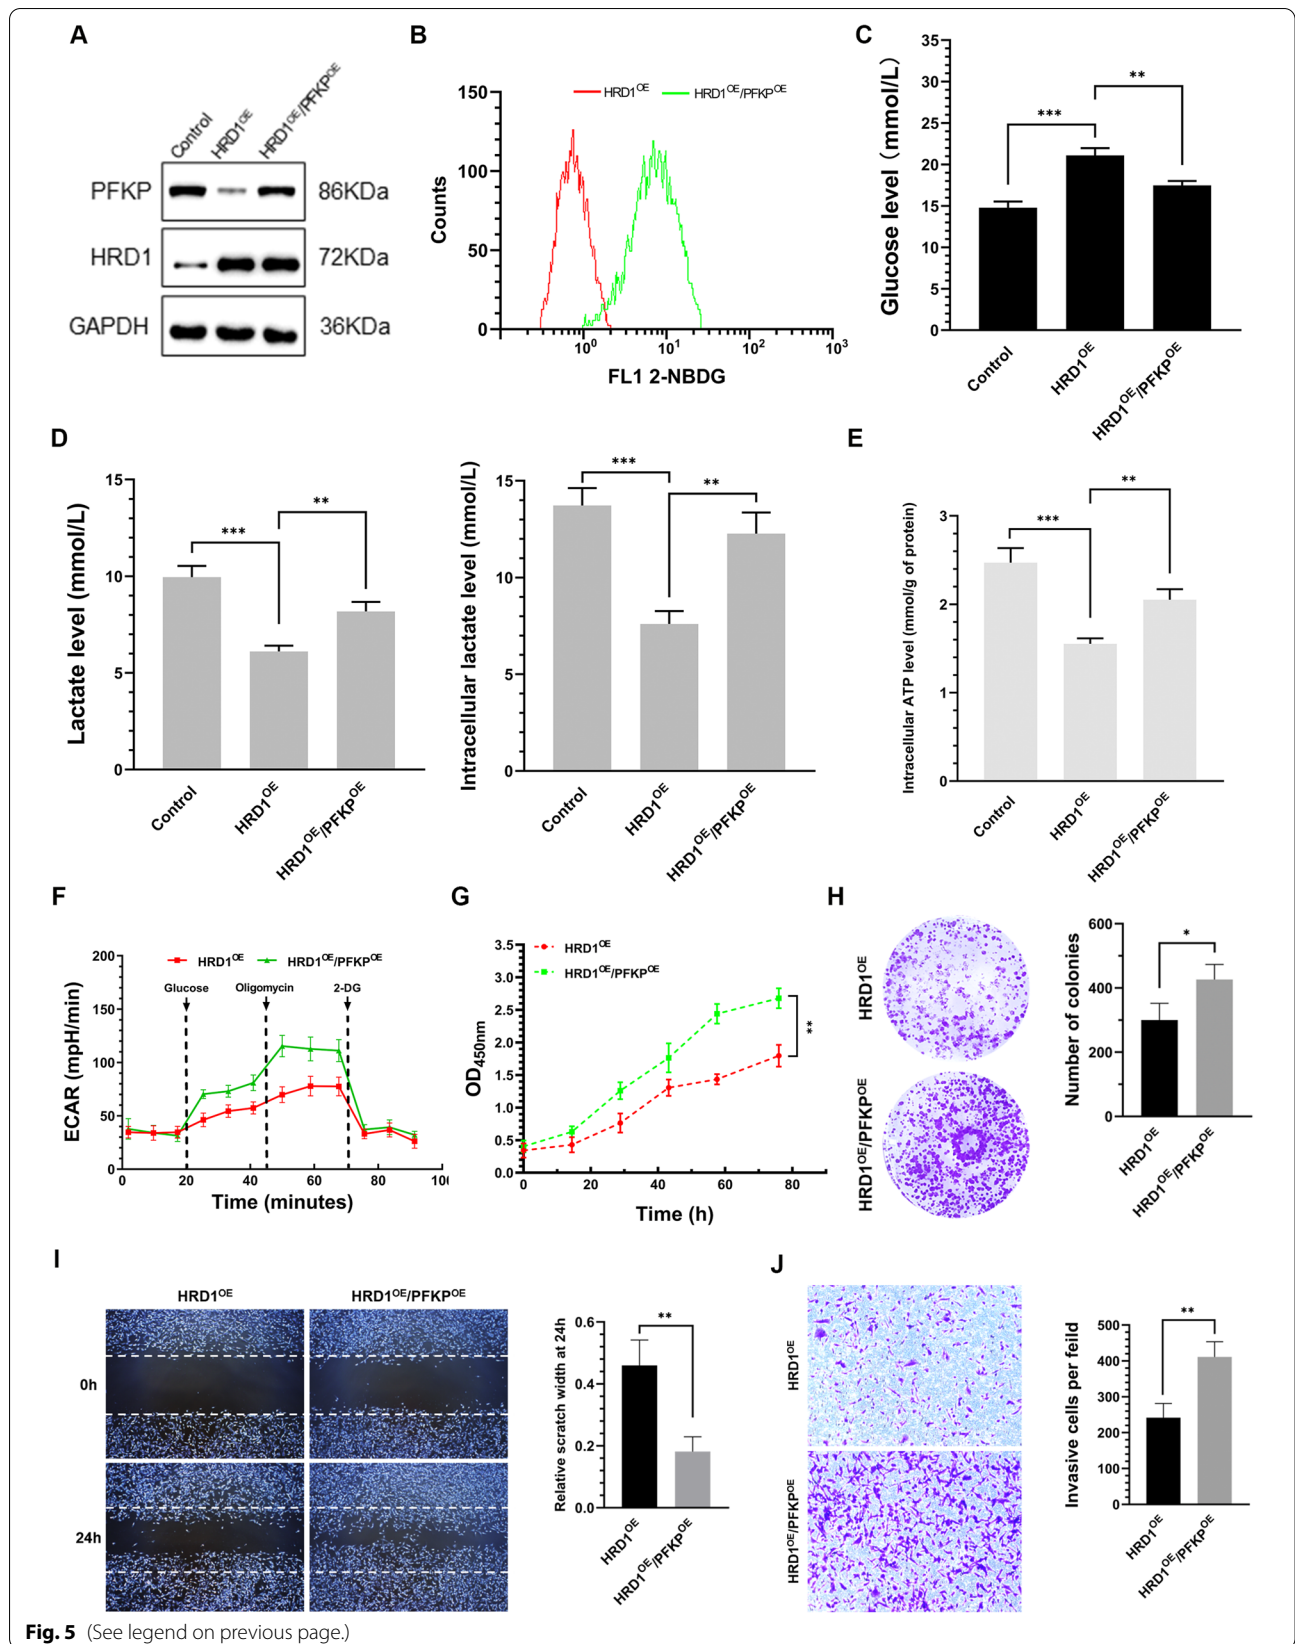 A
Control
HRD1OE
HRD1OE/PFKPOE
PFKP
86KDa
HRD1
72KDa
GAPDH
36KDa
B
HRD1OE
HRD1OE/PFKPOE
Counts
150
100
50
0
100
101
102
103
FL1 2-NBDG
C
Glucose level (mmol/L)
35
30
25
20
15
10
5
0
***
**
Control
HRD1OE
HRD1OE/PFKPOE
D
Lactate level (mmol/L)
15
10
5
0
***
**
Control
HRD1OE
HRD1OE/PFKPOE
Intracellular lactate level (mmol/L)
15
10
5
0
***
**
Control
HRD1OE
HRD1OE/PFKPOE
E
Intracellular ATP level (mmol/g of protein)
3
2
1
0
***
**
Control
HRD1OE
HRD1OE/PFKPOE
F
HRD1OE
HRD1OE/PFKPOE
ECAR (mpH/min)
200
150
100
50
0
Glucose
Oligomycin
2-DG
0
20
40
60
80
10
Time (minutes)
G
HRD1OE
HRD1OE/PFKPOE
OD450nm
3.5
3.0
2.5
2.0
1.5
1.0
0.5
0.0
**
0
20
40
60
80
Time (h)
H
HRD1OE
HRD1OE/PFKPOE
Number of colonies
600
400
200
0
*
HRD1OE
HRD1OE/PFKPOE
I
HRD1OE
HRD1OE/PFKPOE
0h
24h
Relative scratch width at 24h
0.6
0.4
0.2
0.0
**
HRD1OE
HRD1OE/PFKPOE
J
HRD1OE
HRD1OE/PFKPOE
Invasive cells per feild
500
400
300
200
100
0
**
HRD1OE
HRD1OE/PFKPOE
Fig. 5 (See legend on previous page.)